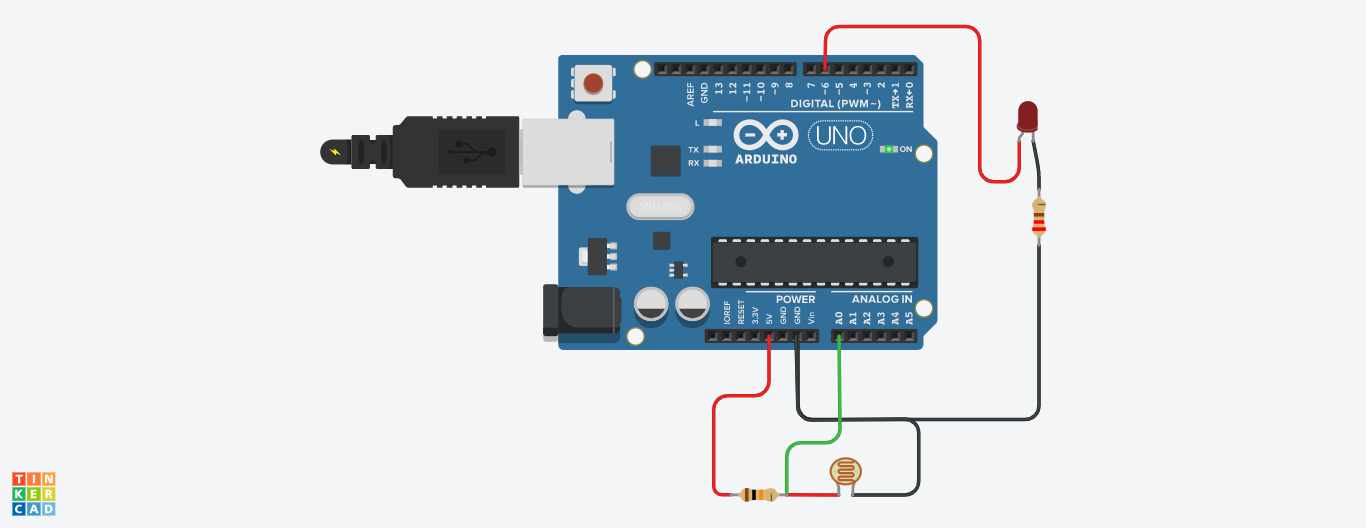 AREF
GND
13
12
~11
~10
~9
8
7
~6
~5
4
~3
2
TX→1
RX←0
DIGITAL (PWM~)
L
TX
RX
UNO
ARDUINO
ON
POWER
ANALOG IN
IOREF
RESET
3.3V
5V
GND
GND
Vin
A0
A1
A2
A3
A4
A5
TIN
KER
CAD